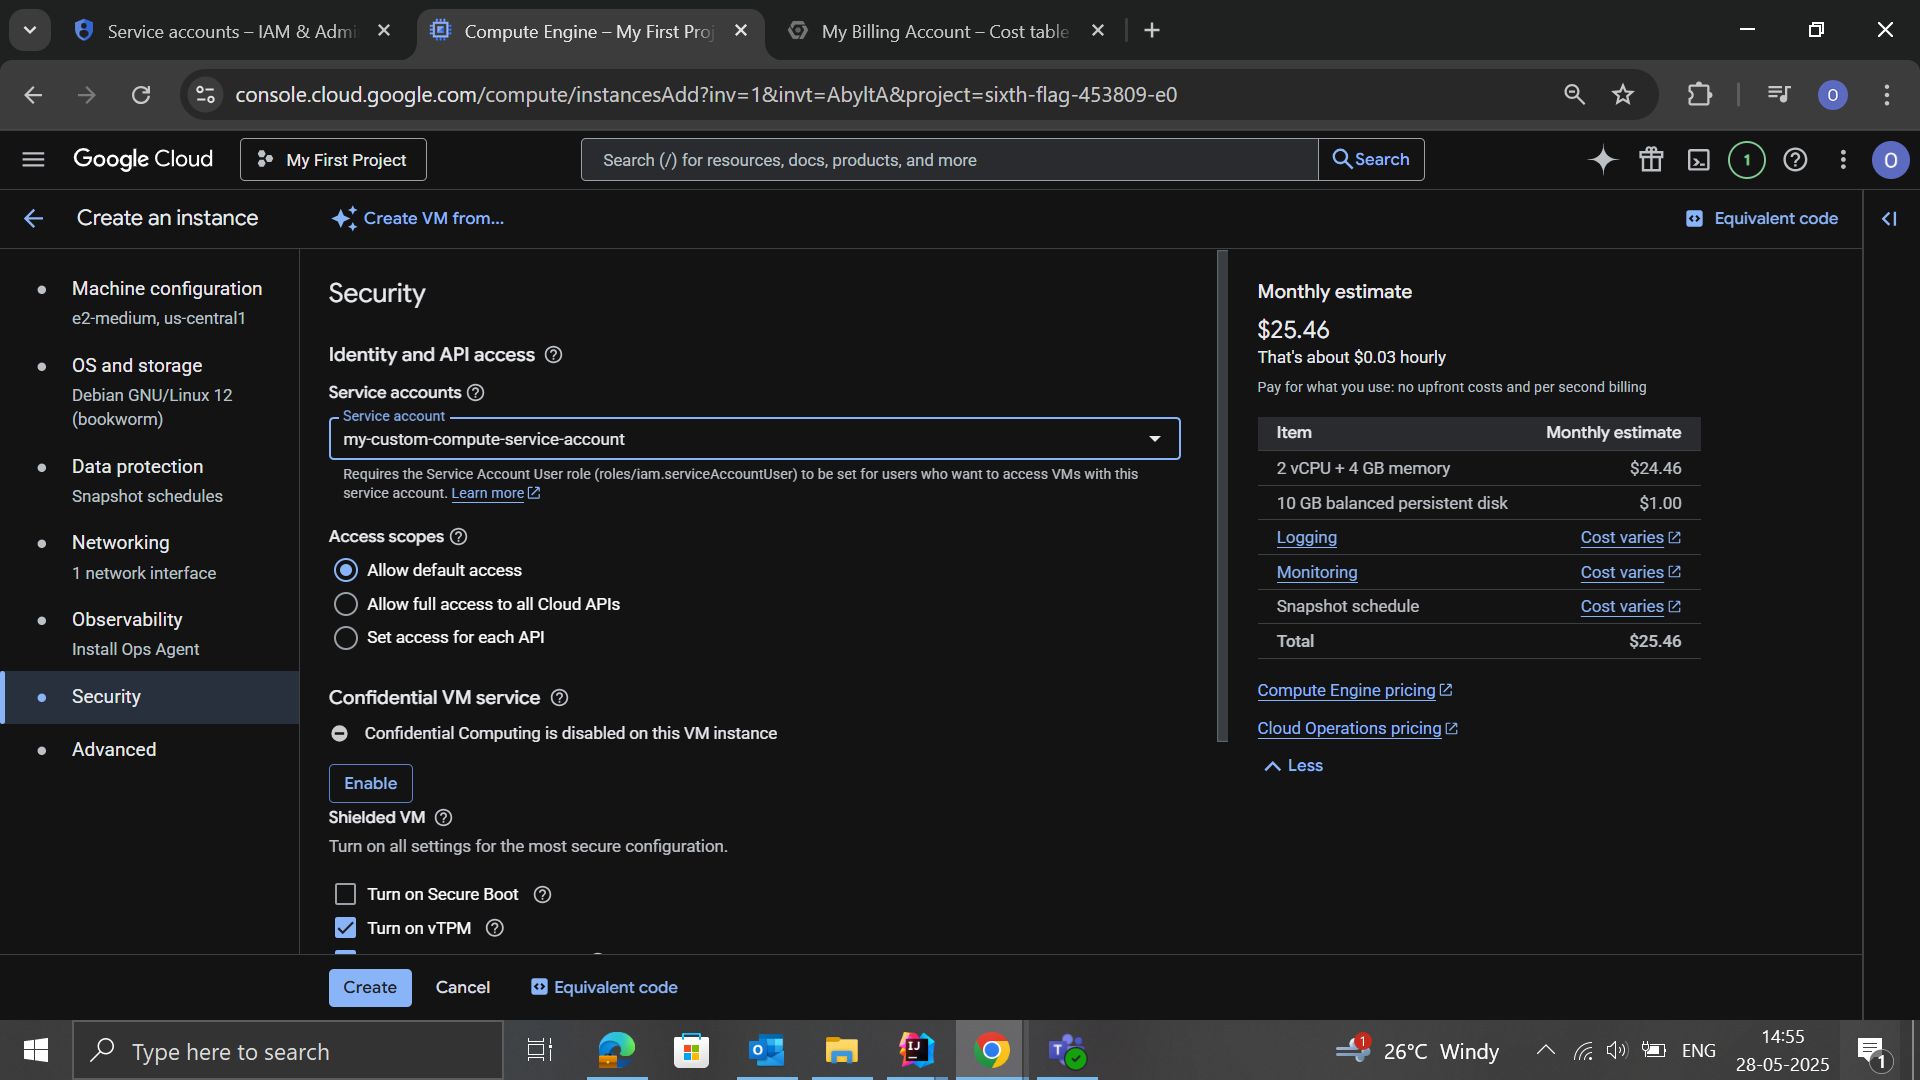 Service accounts – IAM & Admi
Compute Engine – My First Proj
My Billing Account – Cost table
console.cloud.google.com/compute/instancesAdd?inv=1&invt=AbyltA&project=sixth-flag-453809-e0
O
Google Cloud
My First Project
Search (/) for resources, docs, products, and more
Search
1
O
Create an instance
Create VM from...
Equivalent code
Machine configuration
e2-medium, us-central1
OS and storage
Debian GNU/Linux 12
(bookworm)
Data protection
Snapshot schedules
Networking
1 network interface
Observability
Install Ops Agent
Security
Advanced
Security
Identity and API access
Service accounts
Service account
my-custom-compute-service-account
Requires the Service Account User role (roles/iam.serviceAccountUser) to be set for users who want to access VMs with this
service account. Learn more
Access scopes
Allow default access
Allow full access to all Cloud APIs
Set access for each API
Confidential VM service
Confidential Computing is disabled on this VM instance
Enable
Shielded VM
Turn on all settings for the most secure configuration.
Turn on Secure Boot
Turn on vTPM
Create
Cancel
Equivalent code
Monthly estimate
$25.46
That's about $0.03 hourly
Pay for what you use: no upfront costs and per second billing
Item Monthly estimate
2 vCPU + 4 GB memory $24.46
10 GB balanced persistent disk $1.00
Logging Cost varies
Monitoring Cost varies
Snapshot schedule Cost varies
Total $25.46
Compute Engine pricing
Cloud Operations pricing
Less
Type here to search
1
26°C Windy
ENG
14:55
28-05-2025
1